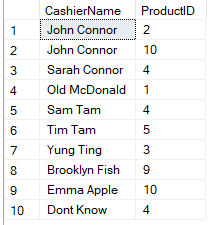 CashierName ProductID
1 John Connor 2
2 John Connor 10
3 Sarah Connor 4
4 Old McDonald 1
5 Sam Tam 4
6 Tim Tam 5
7 Yung Ting 3
8 Brooklyn Fish 9
9 Emma Apple 10
10 Dont Know 4